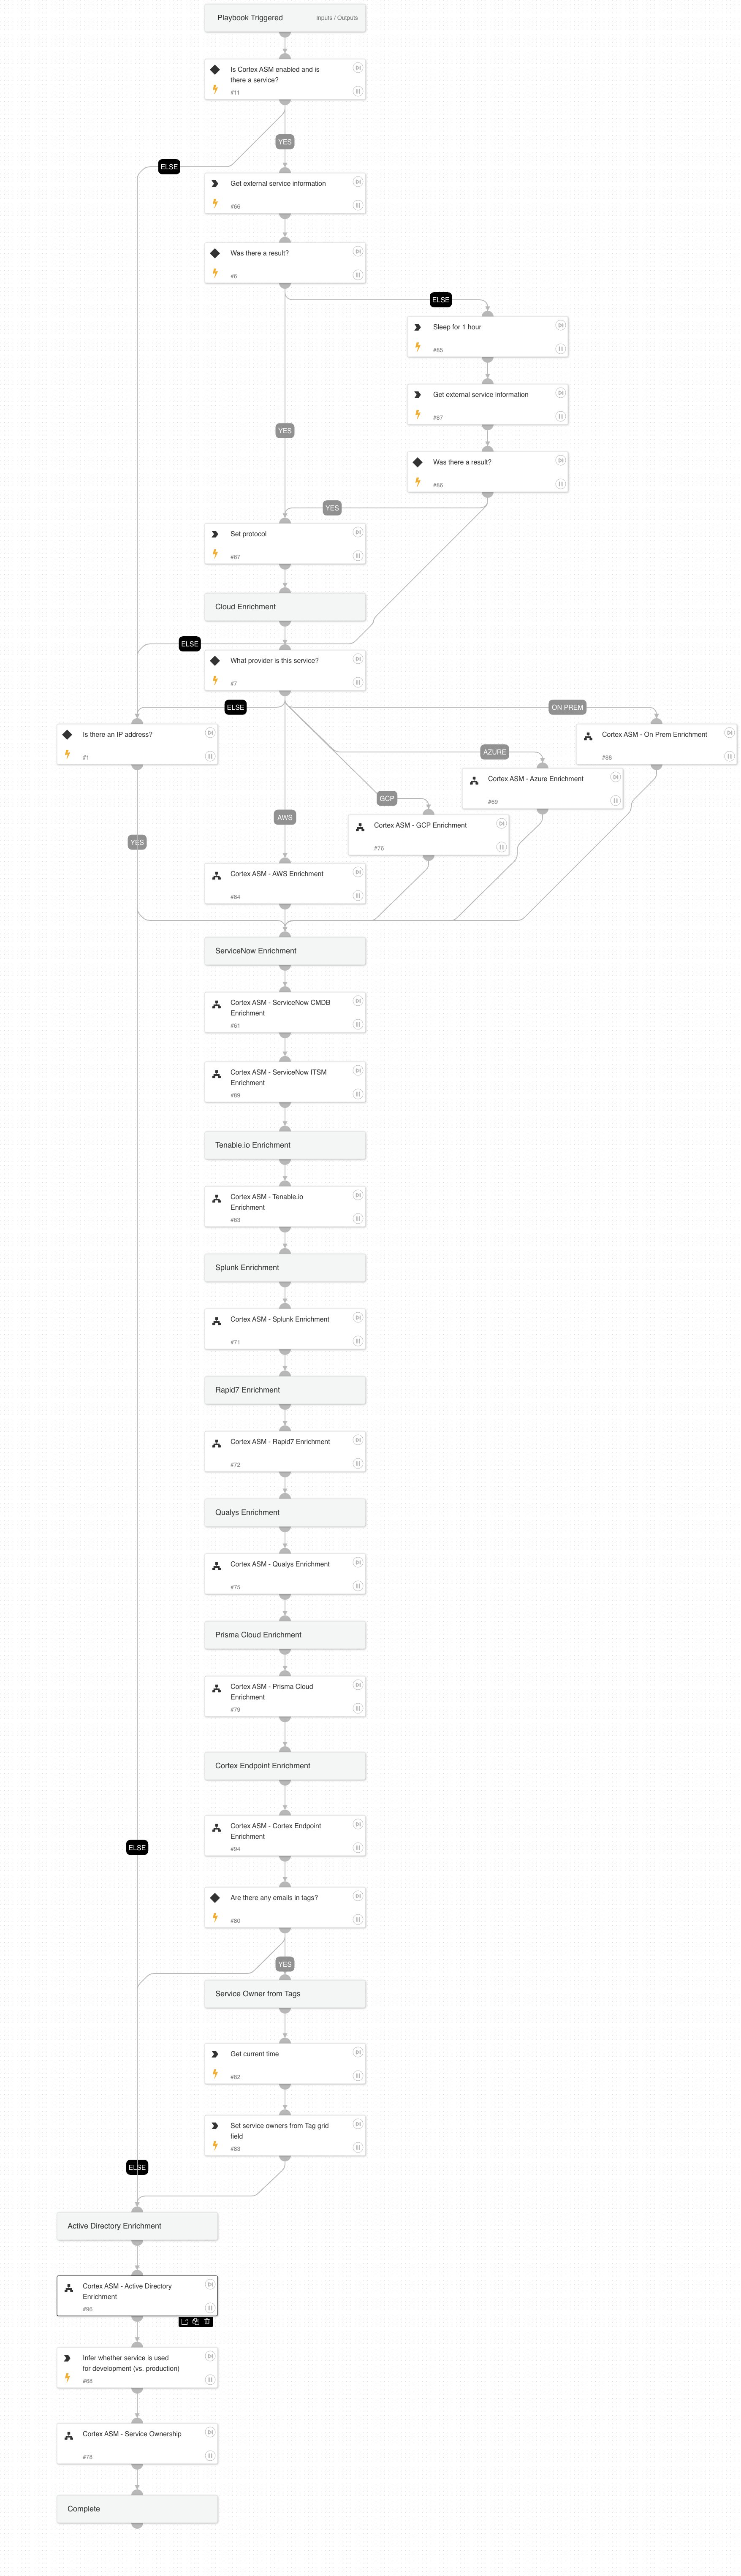 Playbook Triggered
Inputs / Outputs
Is Cortex ASM enabled and is
there a service?
#11
YES
ELSE
Get external service information
#66
Was there a result?
#6
ELSE
Sleep for 1 hour
#85
Get external service information
#87
YES
Was there a result?
#86
YES
Set protocol
#67
Cloud Enrichment
ELSE
What provider is this service?
#7
ELSE
ON PREM
Is there an IP address?
#1
Cortex ASM - On Prem Enrichment
#88
AZURE
Cortex ASM - Azure Enrichment
#89
GCP
AWS
Cortex ASM - GCP Enrichment
#76
YES
Cortex ASM - AWS Enrichment
#84
ServiceNow Enrichment
Cortex ASM - ServiceNow CMDB
Enrichment
#61
Cortex ASM - ServiceNow ITSM
Enrichment
#69
Tenable.io Enrichment
Cortex ASM - Tenable.io
Enrichment
#63
Splunk Enrichment
Cortex ASM - Splunk Enrichment
#71
Rapid7 Enrichment
Cortex ASM - Rapid7 Enrichment
#72
Qualys Enrichment
Cortex ASM - Qualys Enrichment
#75
Prisma Cloud Enrichment
Cortex ASM - Prisma Cloud
Enrichment
#79
Cortex Endpoint Enrichment
Cortex ASM - Cortex Endpoint
Enrichment
#94
ELSE
Are there any emails in tags?
#80
YES
Service Owner from Tags
Get current time
#82
Set service owners from Tag grid
field
#83
ELSE
Active Directory Enrichment
Cortex ASM - Active Directory
Enrichment
#96
Infer whether service is used
for development (vs. production)
#68
Cortex ASM - Service Ownership
#78
Complete